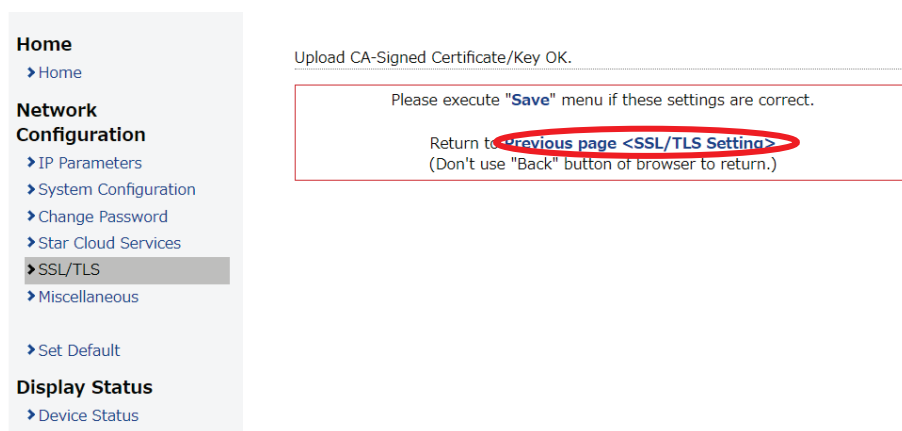 Home
Home
Network
Configuration
IP Parameters
System Configuration
Change Password
Star Cloud Services
SSL/TLS
Miscellaneous
Set Default
Display Status
Device Status
Upload CA-Signed Certificate/Key OK.
Please execute "Save" menu if these settings are correct.
Return to Previous page <SSL/TLS Setting>
(Don't use "Back" button of browser to return.)